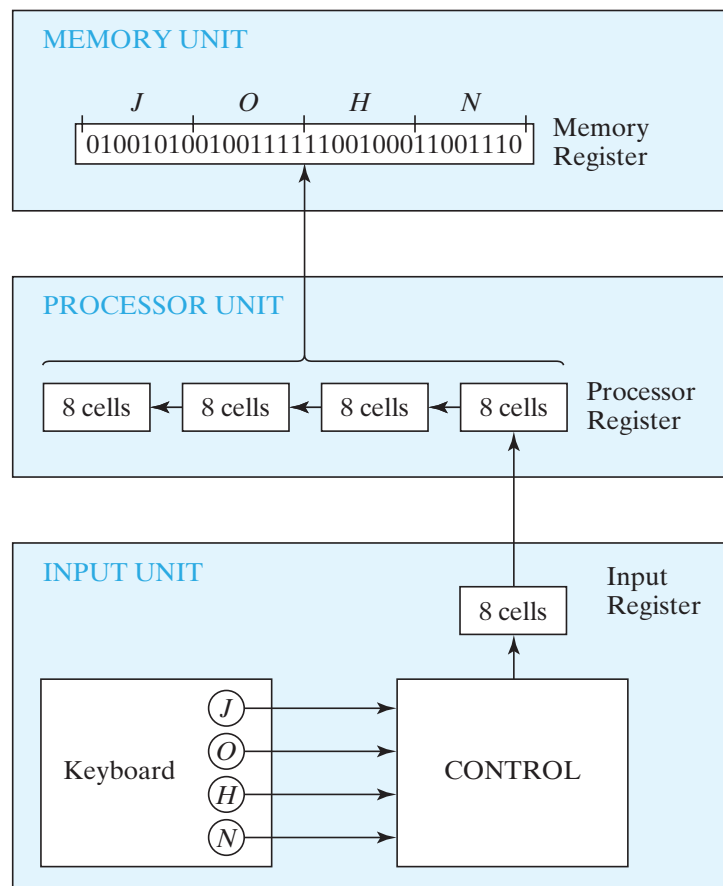 MEMORY UNIT
J O H N
01001010010011111100100011001110
Memory
Register
PROCESSOR UNIT
8 cells 8 cells 8 cells 8 cells
Processor
Register
INPUT UNIT
Input
Register
8 cells
Keyboard
J
O
H
N
CONTROL